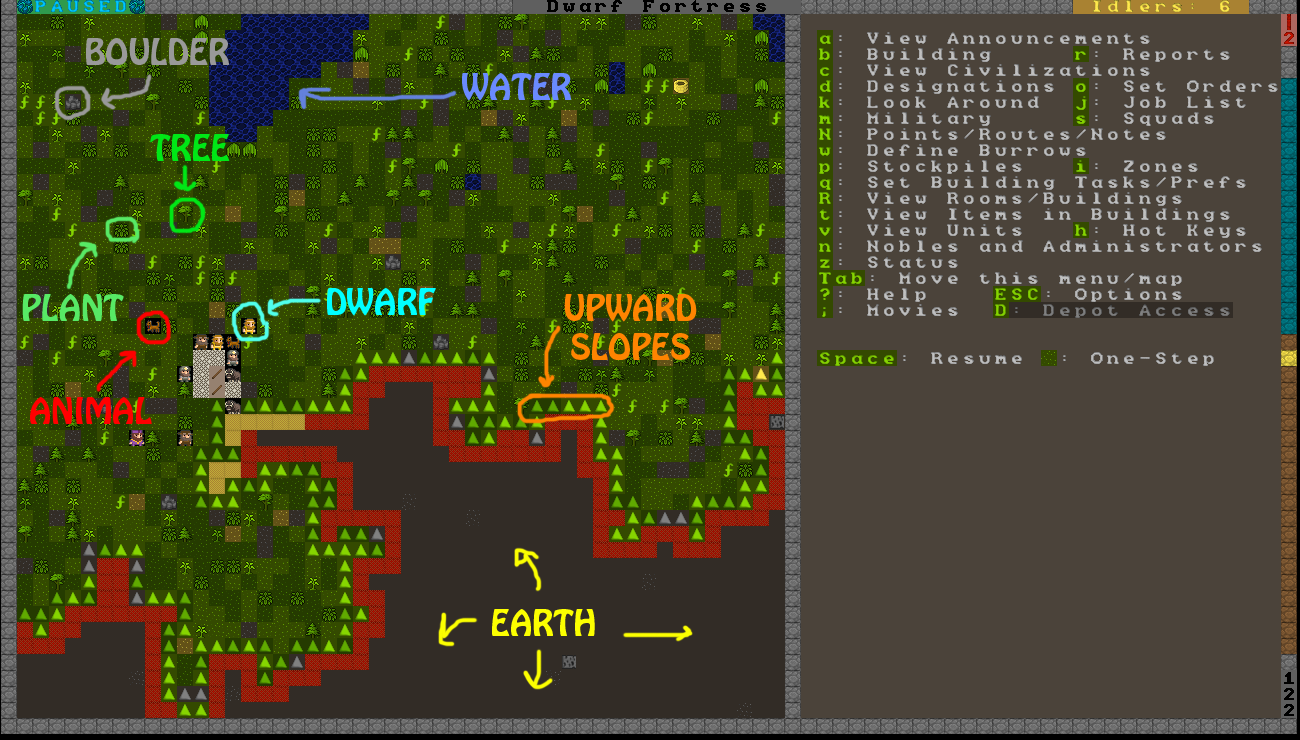 PAUSED
Dwarf Fortress
Idlers: 6
BOULDER
WATER
TREE
PLANT
DWARF
UPWARD
SLOPES
ANIMAL
EARTH
a: View Announcements
b: Building r: Reports
c: View Civilizations
d: Designations o: Set Orders
k: Look Around j: Job List
m: Military s: Squads
N: Points/Routes/Notes
w: Define Burrows
p: Stockpiles i: Zones
q: Set Building Tasks/Prefs
R: View Rooms/Buildings
t: View Items in Buildings
v: View Units h: Hot Keys
n: Nobles and Administrators
z: Status
Tab: Move this menu/map
?: Help ESC: Options
;: Movies D: Depot Access
Space: Resume .: One-Step
12
122